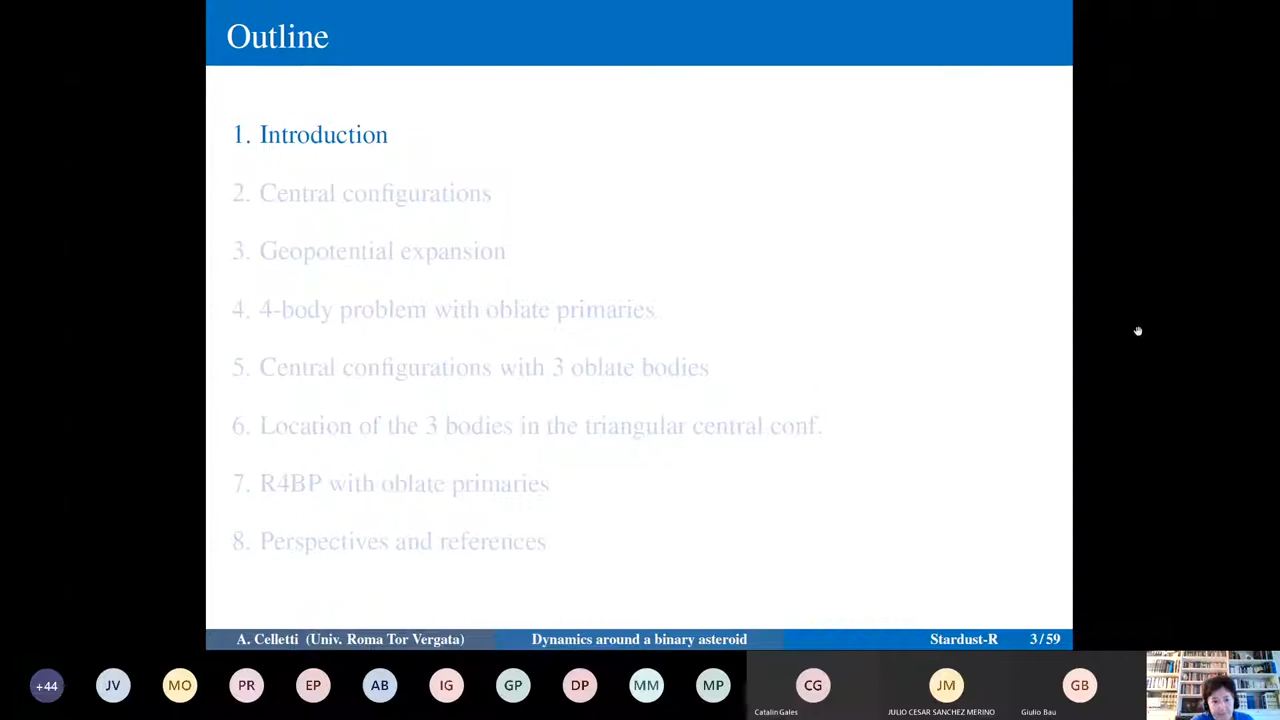 Outline
1. Introduction
2. Central configurations
3. Geopotential expansion
4. 4-body problem with oblate primaries
5. Central configurations with 3 oblate bodies
6. Location of the 3 bodies in the triangular central conf.
7. R4BP with oblate primaries
8. Perspectives and references
A. Celletti (Univ. Roma Tor Vergata) Dynamics around a binary asteroid Stardust-R 3 / 59
+44 JV MO PR EP AB IG GP DP MM MP CG JM GB
Catalin Gales JULIO CESAR SANCHEZ MERINO Giulio Bau